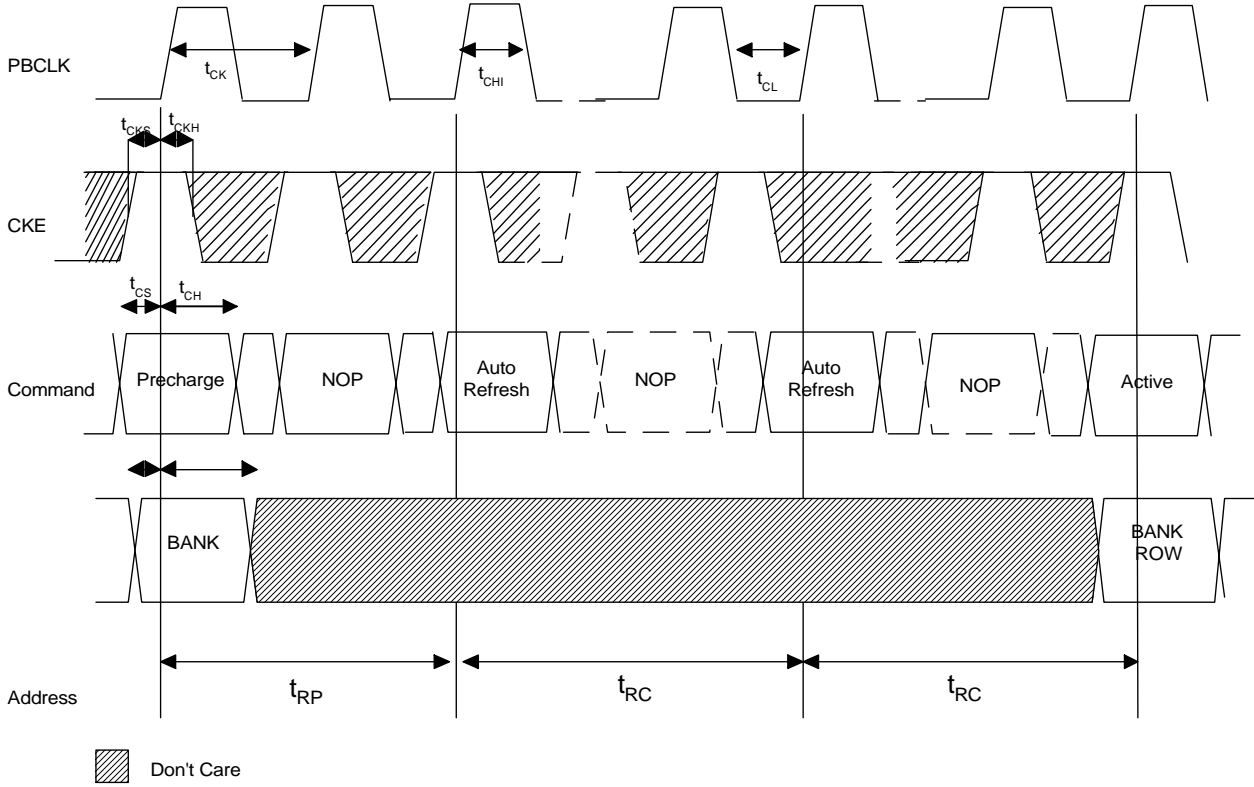 PBCLK
tCK
tCHI
tCL
tCKS
tCKH
CKE
tCS
tCH
Command
Precharge
NOP
Auto
Refresh
NOP
Auto
Refresh
NOP
Active
BANK
BANK
ROW
Address
tRP
tRC
tRC
Don't Care